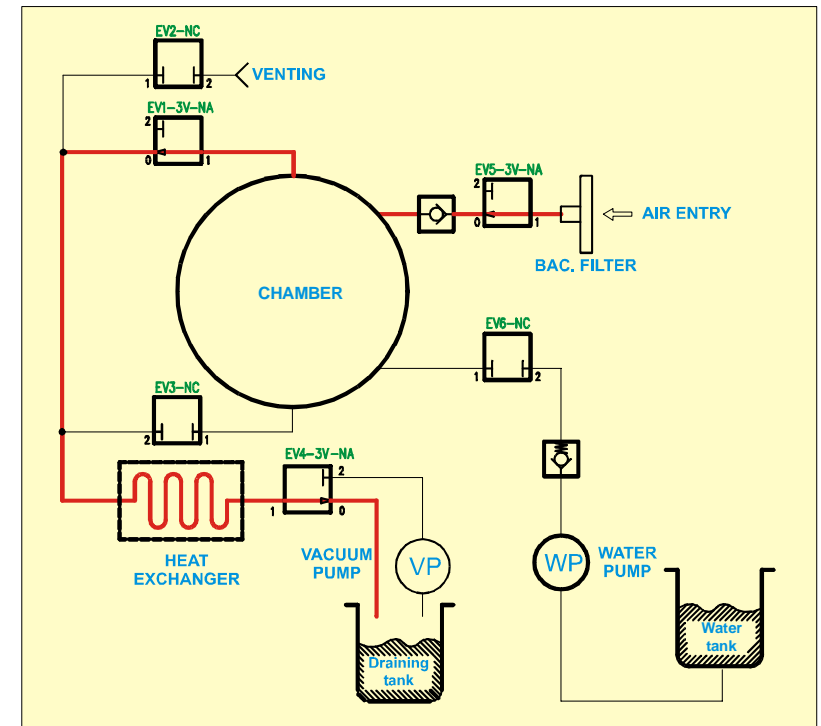 EV2-NC
1 2
VENTING
EV1-3V-NA
2
0 1
EV5-3V-NA
2
0 1
AIR ENTRY
BAC. FILTER
CHAMBER
EV6-NC
1 2
EV3-NC
2 1
EV4-3V-NA
2
1 0
HEAT
EXCHANGER
VACUUM
PUMP
VP
WP
WATER
PUMP
Draining
tank
Water
tank